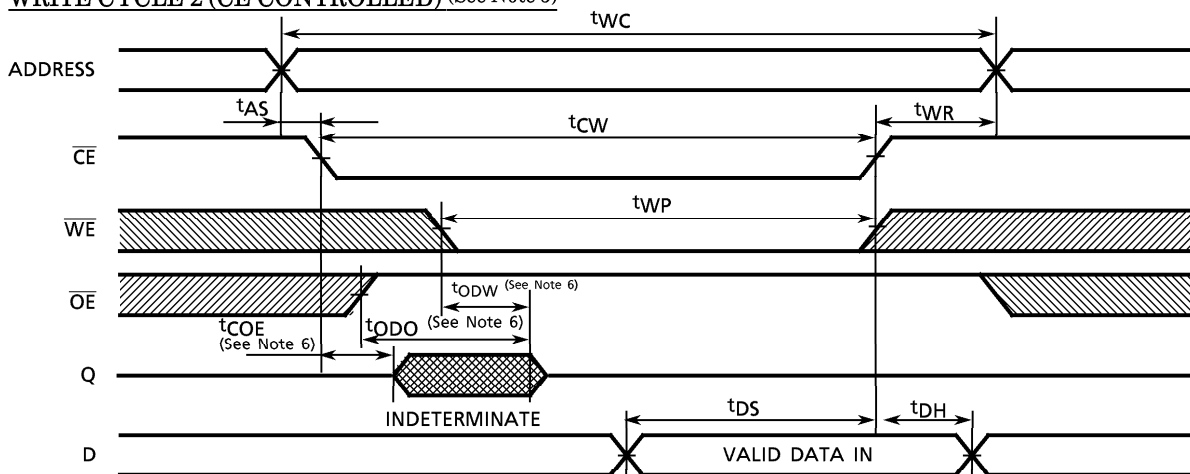 WRITE CYCLE 2 (CE CONTROLLED) (See Note 5)
tWC
ADDRESS
tAS
tCW
tWR
CE
tWP
WE
tODW (See Note 6)
OE
tCOE
(See Note 6)
tODO (See Note 6)
Q
INDETERMINATE
tDS
tDH
D
VALID DATA IN